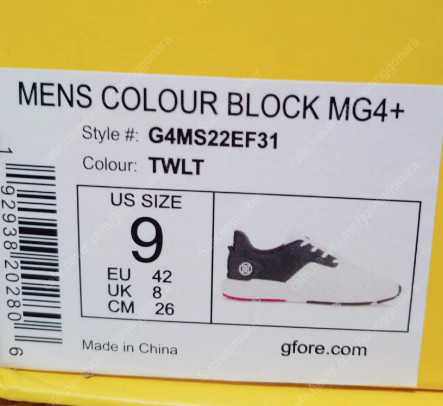 MENS COLOUR BLOCK MG4+
Style #: G4MS22EF31
Colour: TWLT
US SIZE
9
EU 42
UK 8
CM 26
Made in China
gfore.com
1 92938 20280 6